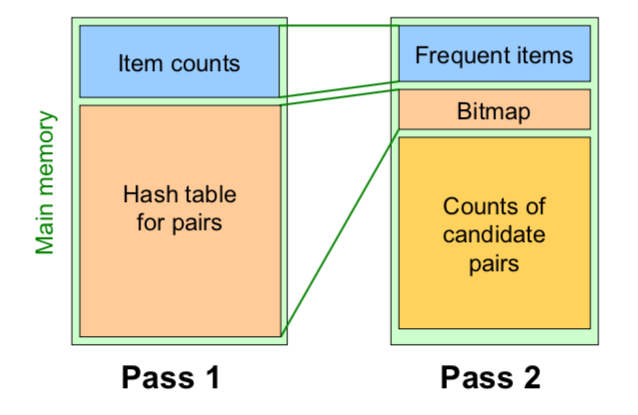 Main memory
Item counts
Hash table
for pairs
Pass 1
Frequent items
Bitmap
Counts of
candidate
pairs
Pass 2